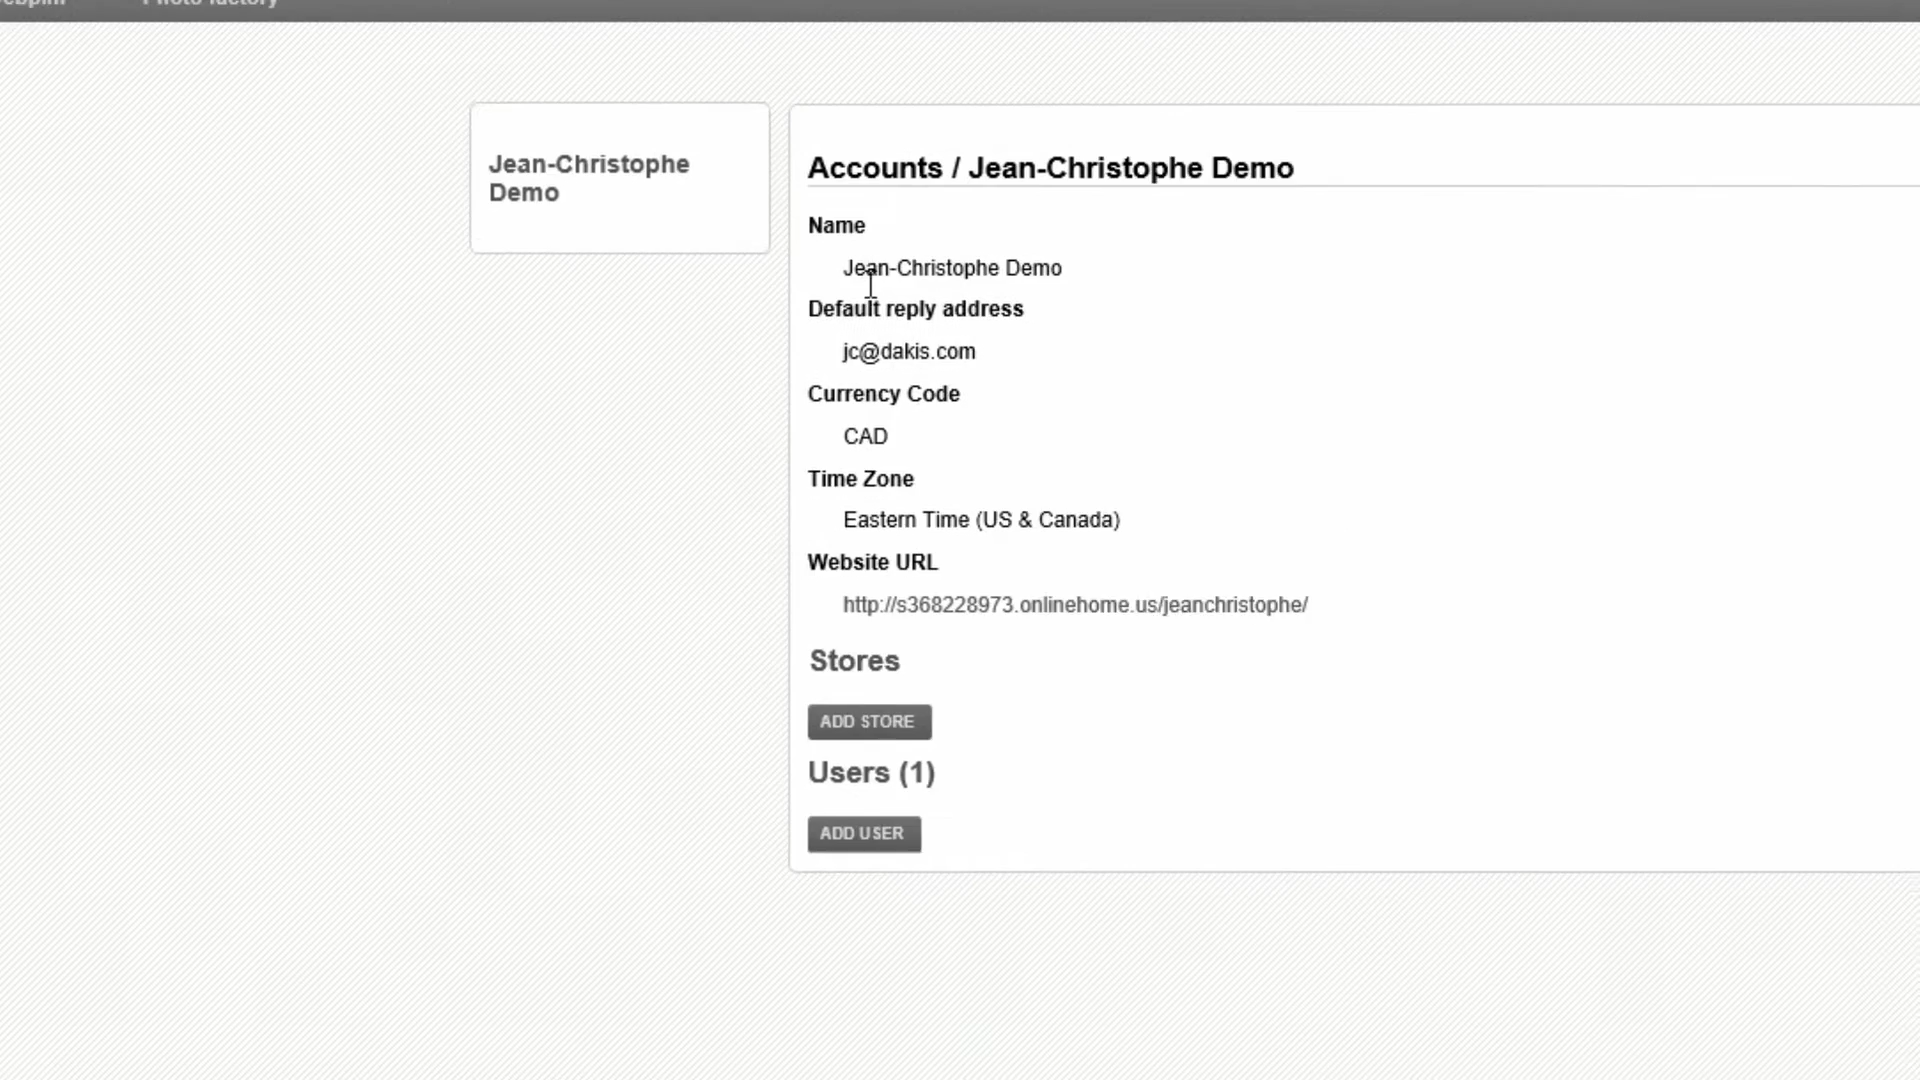 Photo factory
Jean-Christophe
Demo
Accounts / Jean-Christophe Demo
Name
Jean-Christophe Demo
Default reply address
jc@dakis.com
Currency Code
CAD
Time Zone
Eastern Time (US & Canada)
Website URL
http://s368228973.onlinehome.us/jeanchristophe/
Stores
ADD STORE
Users (1)
ADD USER